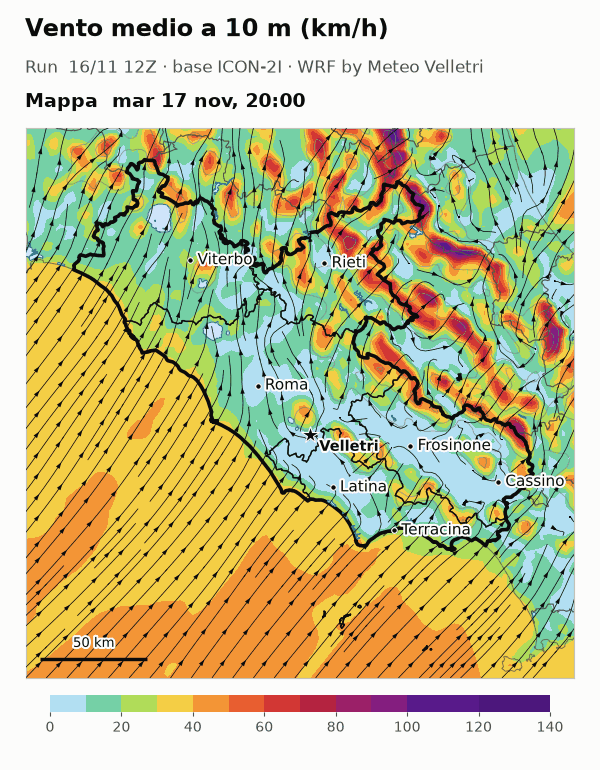 Vento medio a 10 m (km/h)
Run  16/11 12Z · base ICON-2I · WRF by Meteo Velletri
Mappa  mar 17 nov, 20:00
Viterbo
Rieti
Roma
Velletri
Frosinone
Latina
Cassino
Terracina
50 km
0 20 40 60 80 100 120 140